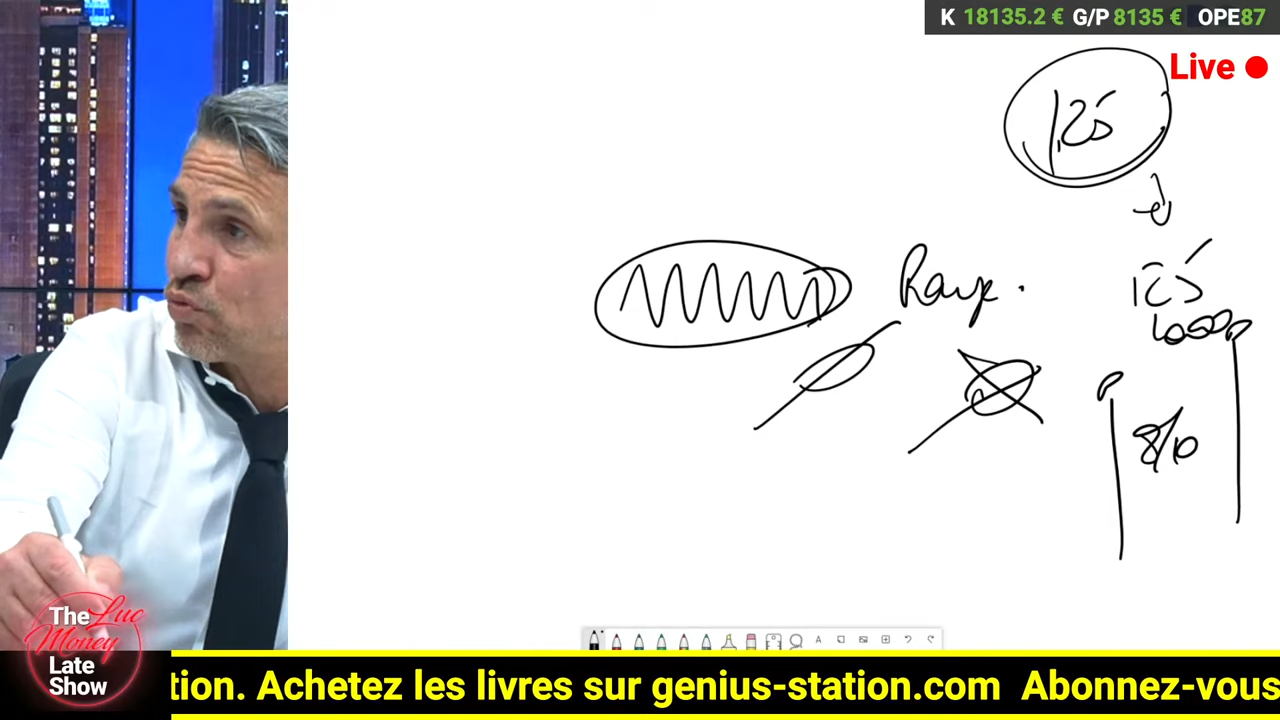 K 18135.2 € G/P 8135 € OPE87
Live
125
Range.
125
1000
8/10
The Luc
Money
Late
Show
tion. Achetez les livres sur genius-station.com Abonnez-vous